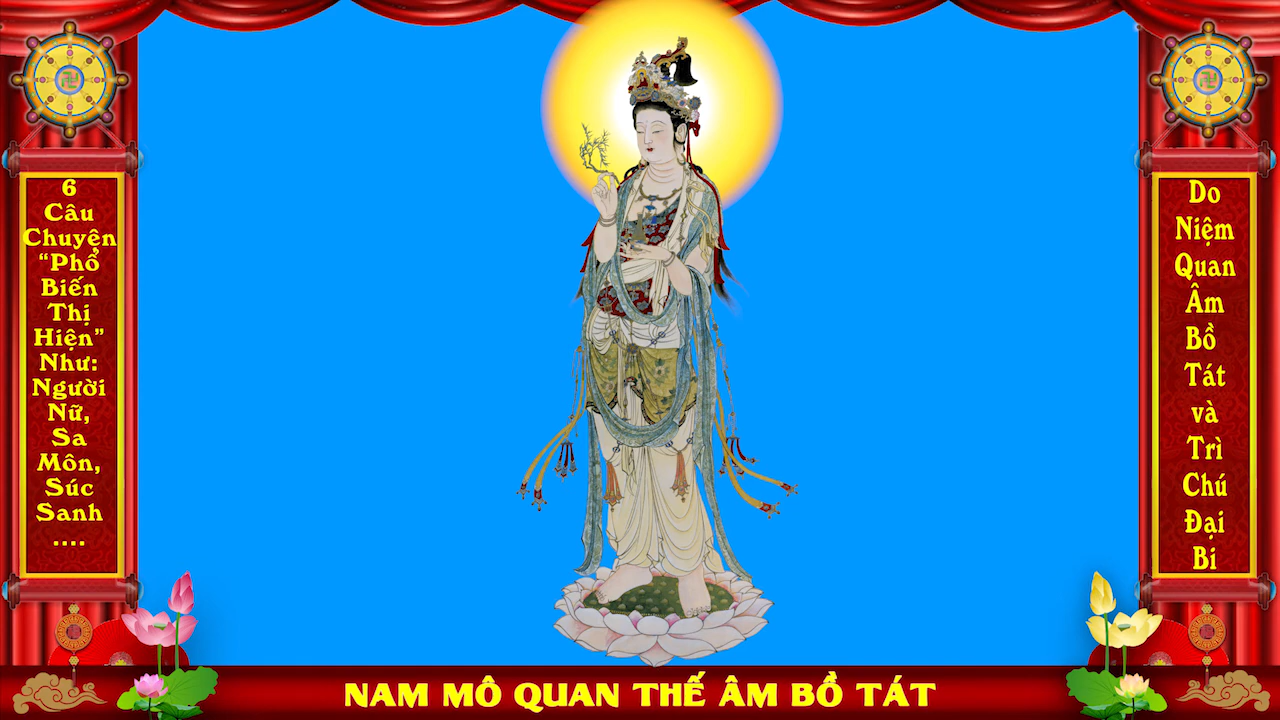 6
Câu
Chuyện
“Phổ
Biến
Thị
Hiện”
Như:
Người
Nữ,
Sa
Môn,
Súc
Sanh
....
Do
Niệm
Quan
Âm
Bồ
Tát
và
Trì
Chú
Đại
Bi
NAM MÔ QUAN THẾ ÂM BỒ TÁT